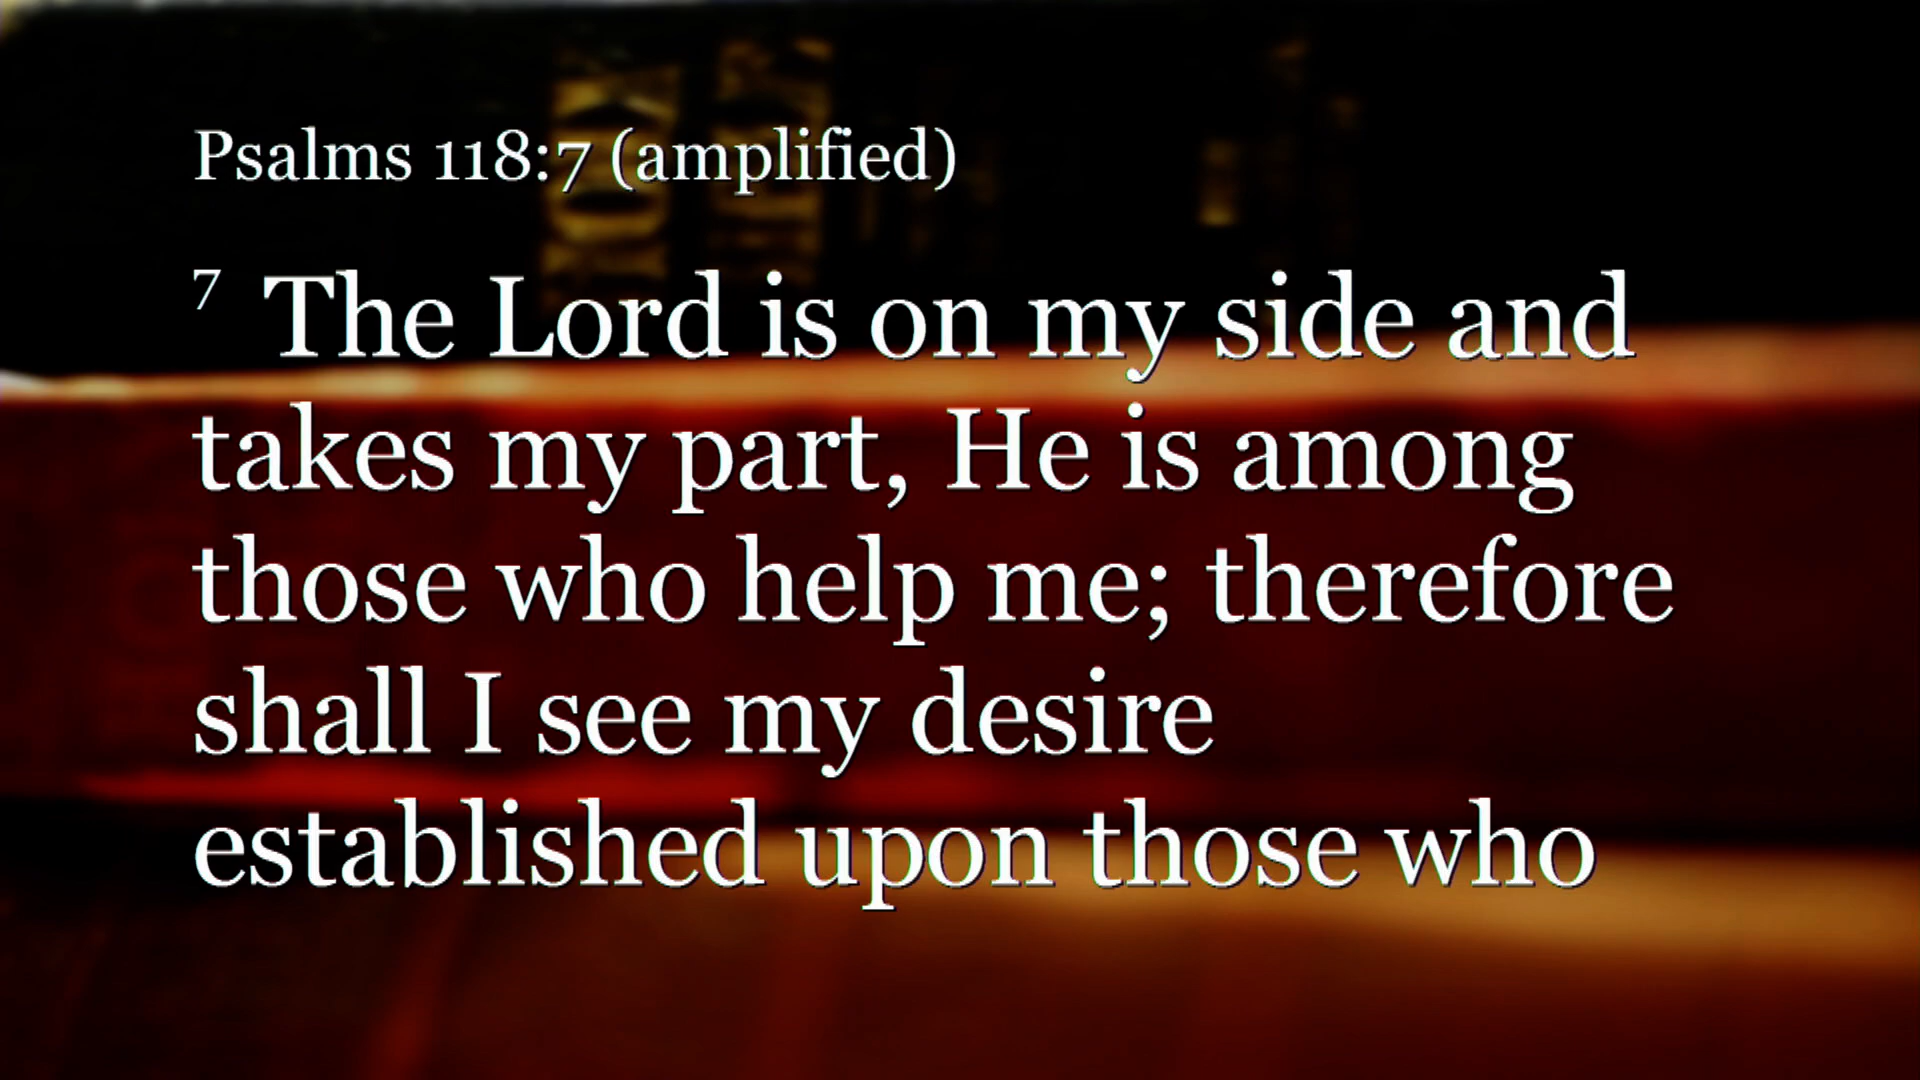 Psalms 118:7 (amplified)
7 The Lord is on my side and
takes my part, He is among
those who help me; therefore
shall I see my desire
established upon those who